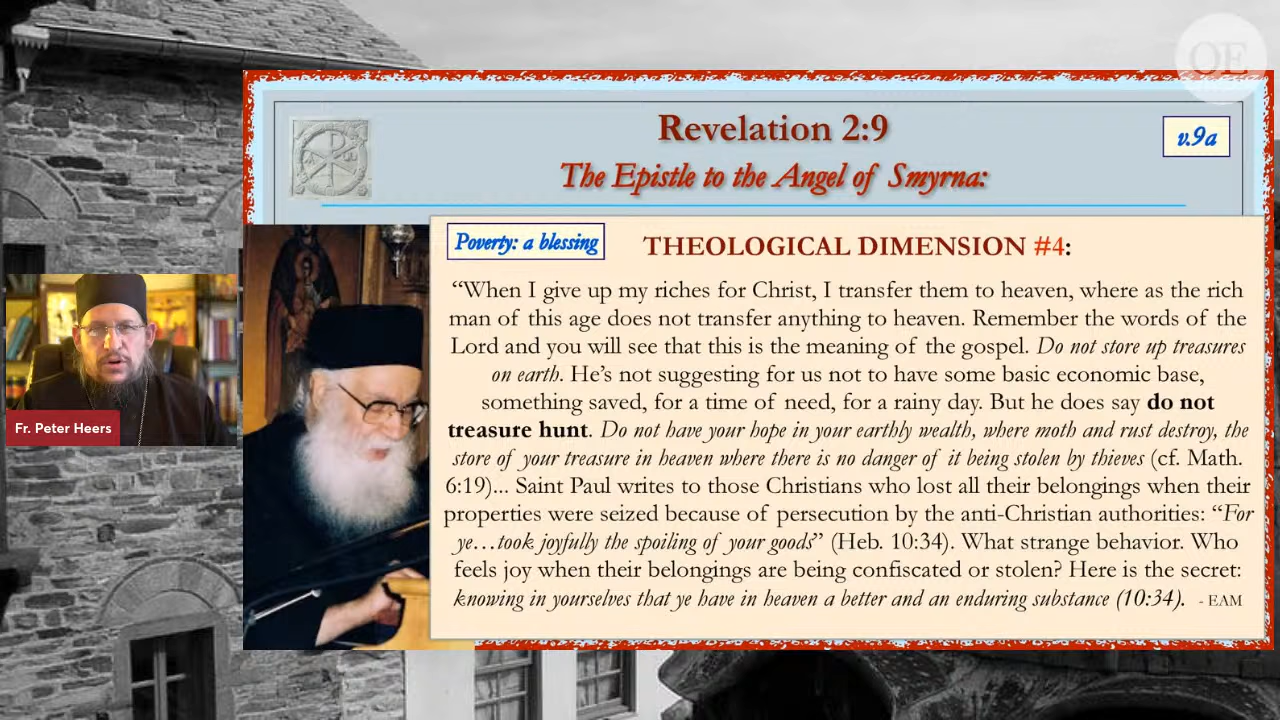 OE
Revelation 2:9
v.9a
The Epistle to the Angel of Smyrna:
Poverty: a blessing
THEOLOGICAL DIMENSION #4:
“When I give up my riches for Christ, I transfer them to heaven, where as the rich
man of this age does not transfer anything to heaven. Remember the words of the
Lord and you will see that this is the meaning of the gospel. Do not store up treasures
on earth. He’s not suggesting for us not to have some basic economic base,
something saved, for a time of need, for a rainy day. But he does say do not
treasure hunt. Do not have your hope in your earthly wealth, where moth and rust destroy, the
store of your treasure in heaven where there is no danger of it being stolen by thieves (cf. Math.
6:19)... Saint Paul writes to those Christians who lost all their belongings when their
properties were seized because of persecution by the anti-Christian authorities: “For
ye…took joyfully the spoiling of your goods” (Heb. 10:34). What strange behavior. Who
feels joy when their belongings are being confiscated or stolen? Here is the secret:
knowing in yourselves that ye have in heaven a better and an enduring substance (10:34). - EAM
Fr. Peter Heers